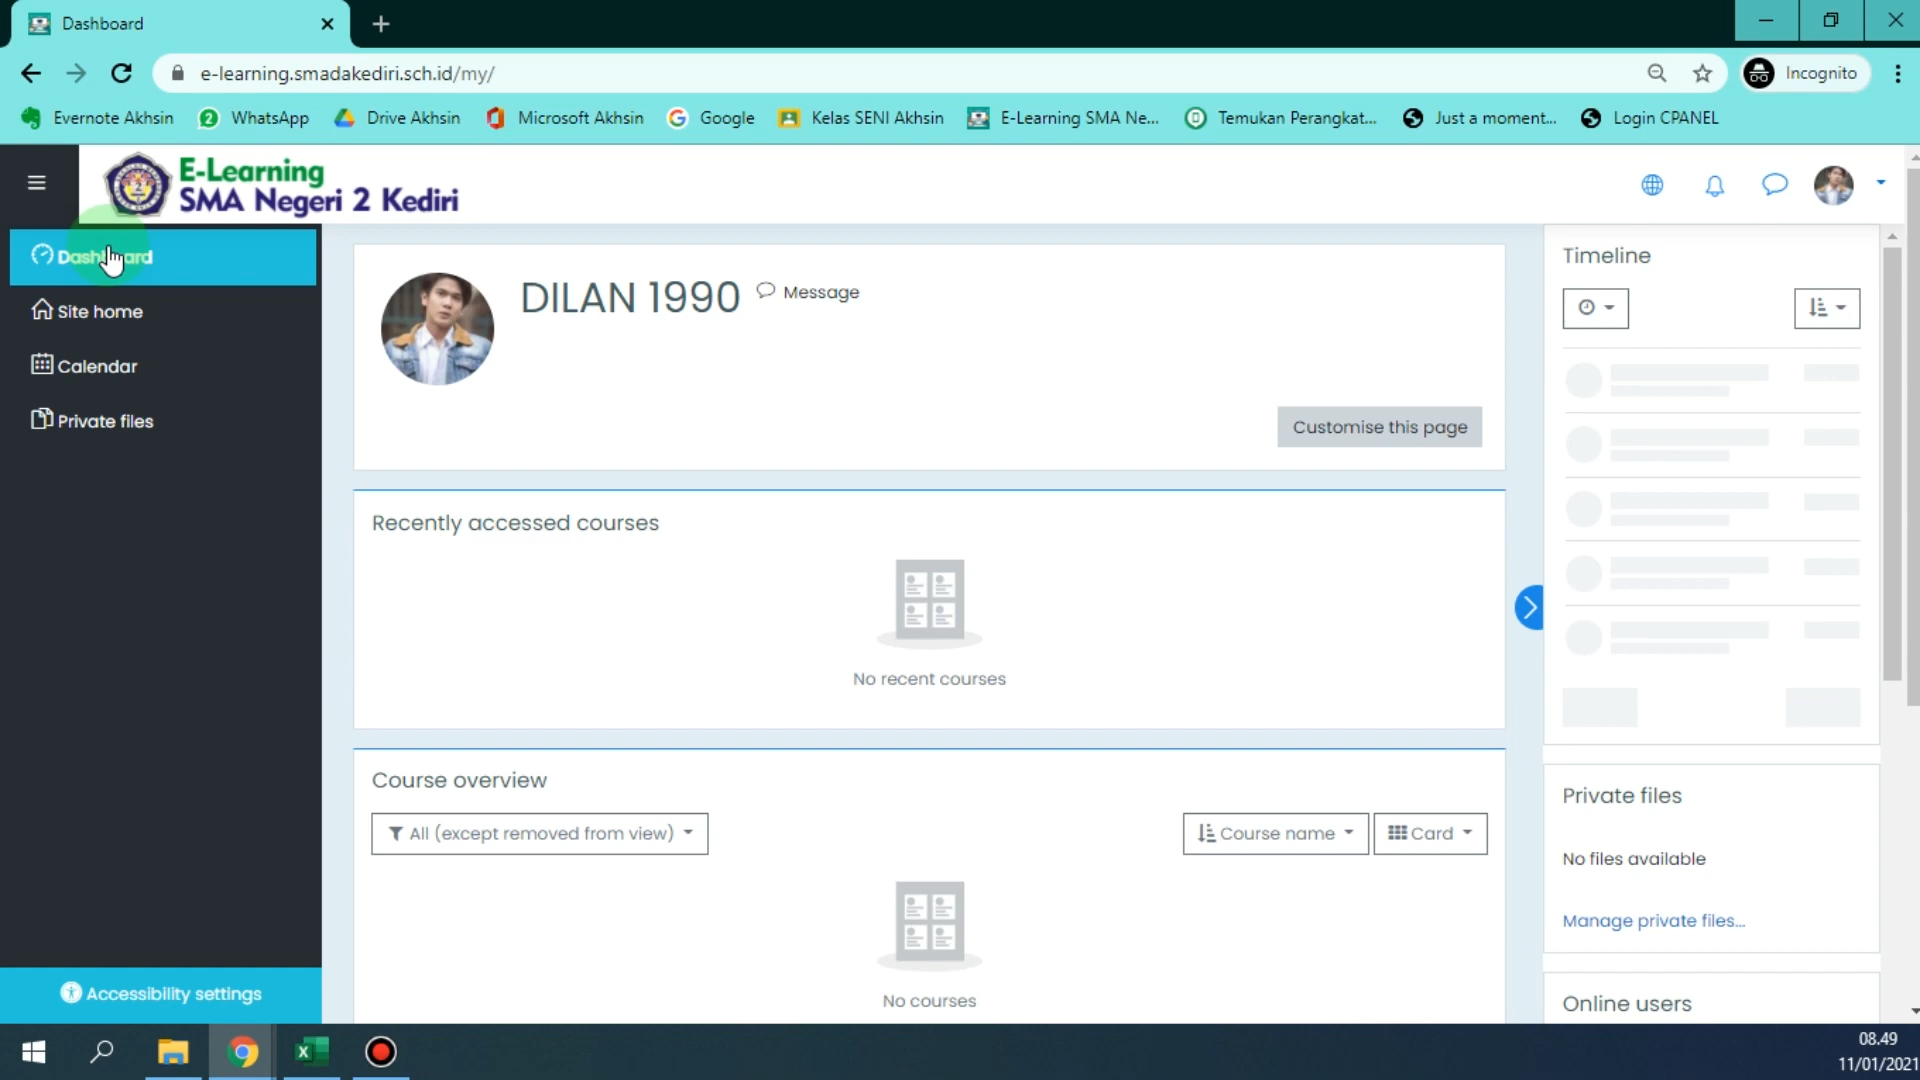 Dashboard
e-learning.smadakediri.sch.id/my/
Incognito
Evernote Akhsin
WhatsApp
Drive Akhsin
Microsoft Akhsin
Google
Kelas SENI Akhsin
E-Learning SMA Ne...
Temukan Perangkat...
Just a moment...
Login CPANEL
E-Learning
SMA Negeri 2 Kediri
Dashboard
Site home
Calendar
Private files
Accessibility settings
DILAN 1990
Message
Customise this page
Recently accessed courses
No recent courses
Course overview
All (except removed from view)
Course name
Card
No courses
Timeline
Private files
No files available
Manage private files...
Online users
08.49
11/01/2021